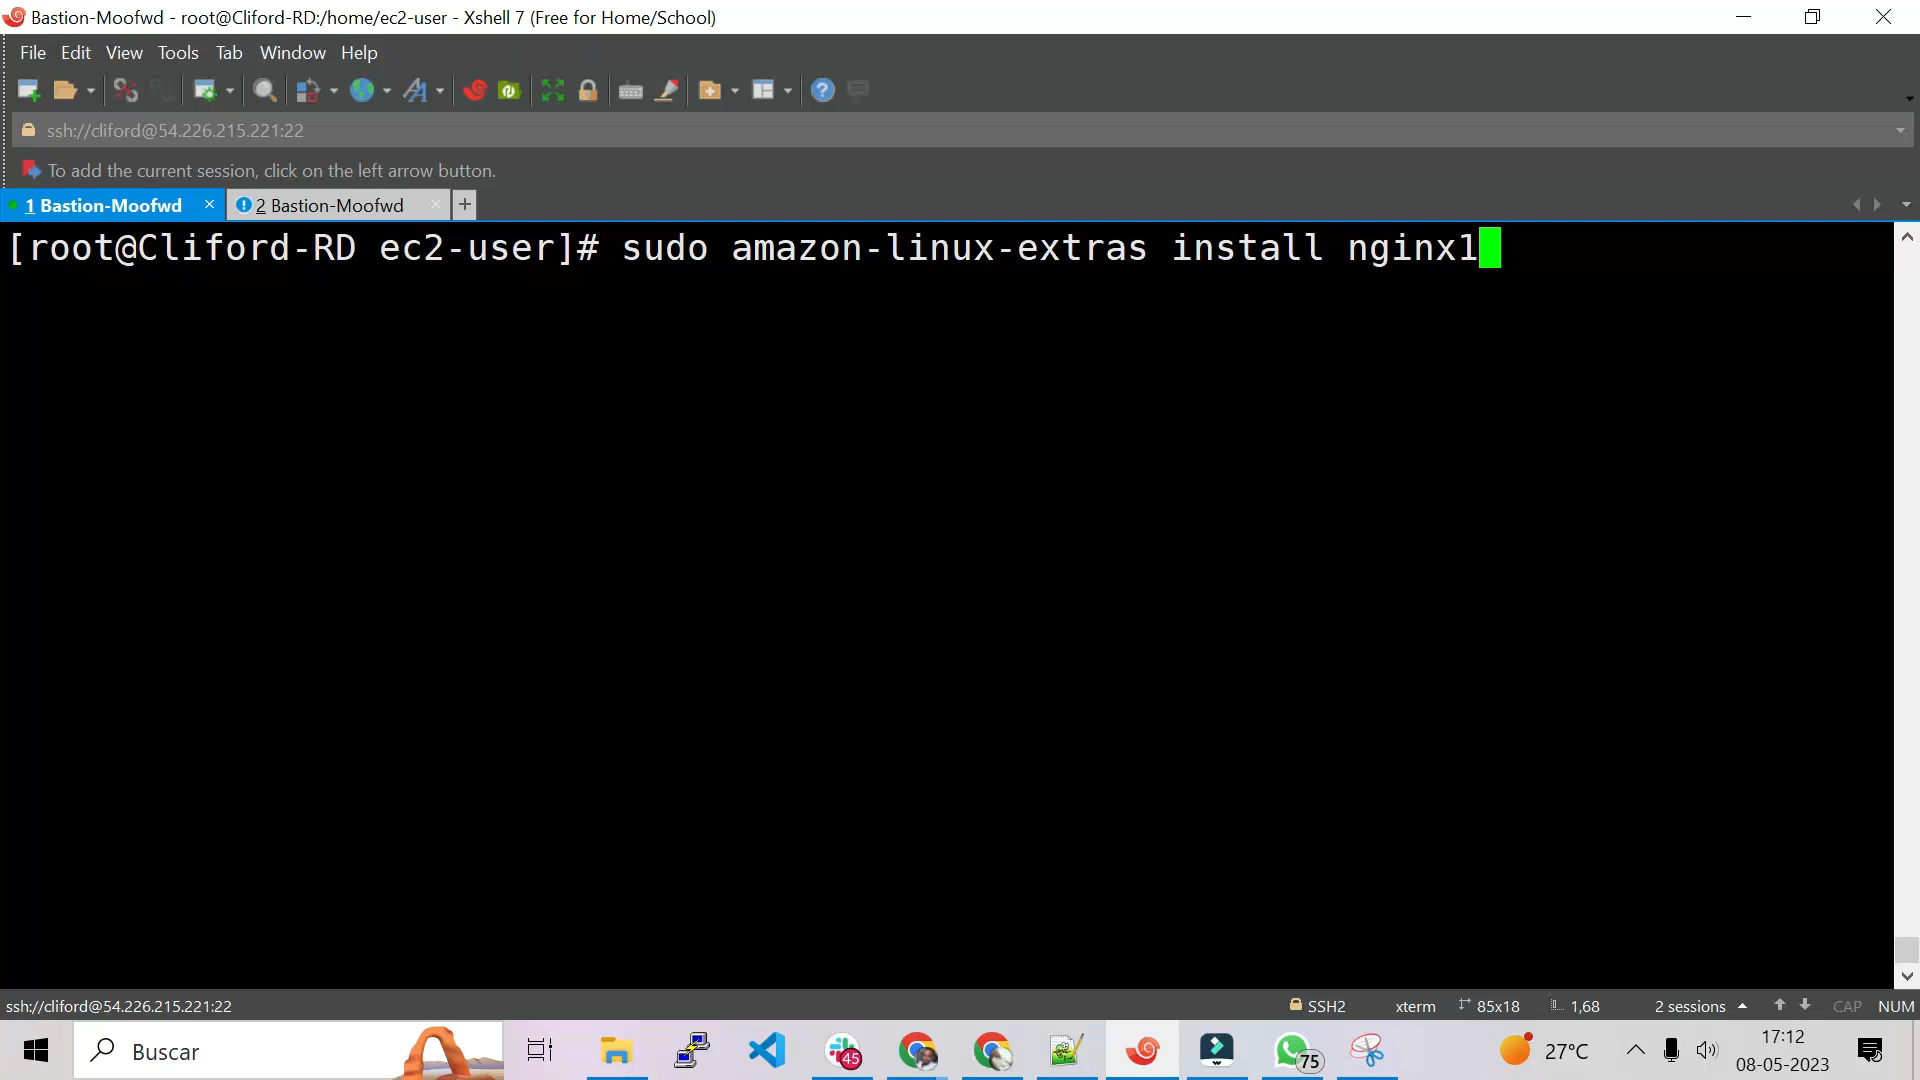 Bastion-Moofwd - root@Cliford-RD:/home/ec2-user - Xshell 7 (Free for Home/School)
File Edit View Tools Tab Window Help
ssh://cliford@54.226.215.221:22
To add the current session, click on the left arrow button.
1 Bastion-Moofwd × 2 Bastion-Moofwd × +
[root@Cliford-RD ec2-user]# sudo amazon-linux-extras install nginx1
ssh://cliford@54.226.215.221:22 SSH2 xterm 85x18 1,68 2 sessions CAP NUM
Buscar 45 75 27°C 17:12
08-05-2023